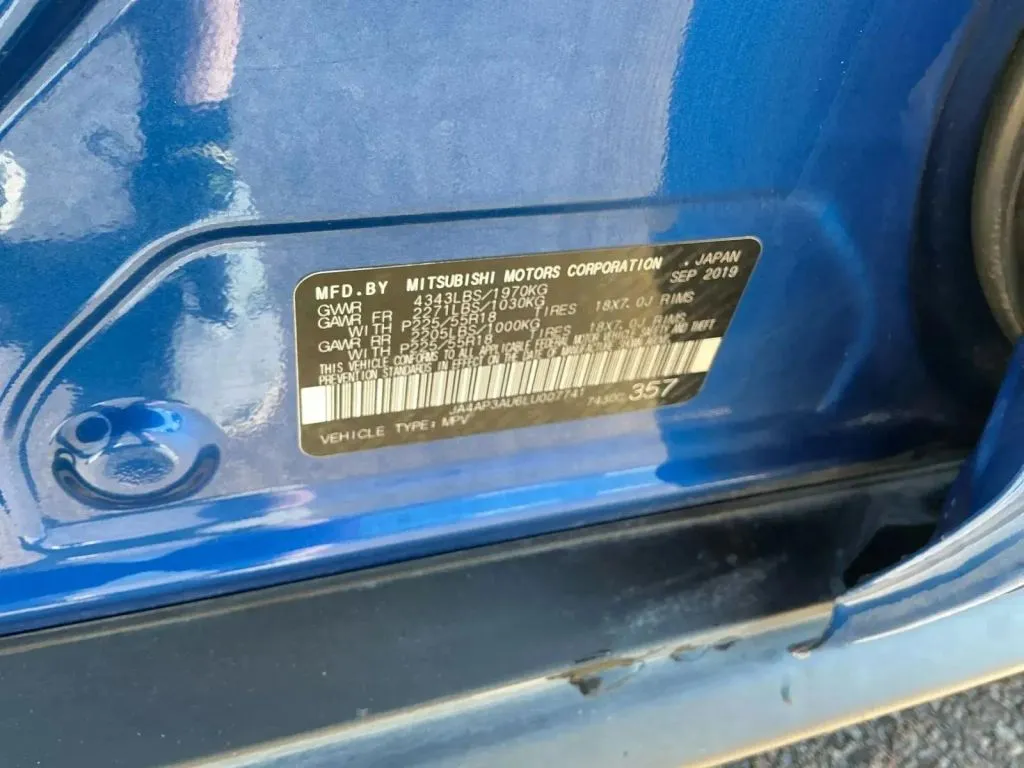 MFD.BY MITSUBISHI MOTORS CORPORATION , JAPAN
GVWR 4343LBS/1970KG SEP 2019
GAWR FR 2271LBS/1030KG
WITH P225/55R18 TIRES 18X7.0J RIMS
GAWR RR 2205LBS/1000KG
WITH P225/55R18 TIRES 18X7.0J RIMS
THIS VEHICLE CONFORMS TO ALL APPLICABLE FEDERAL MOTOR VEHICLE SAFETY AND THEFT
PREVENTION STANDARDS IN EFFECT ON THE DATE OF
JA4AP3AU6LU007741 357
VEHICLE TYPE: MPV